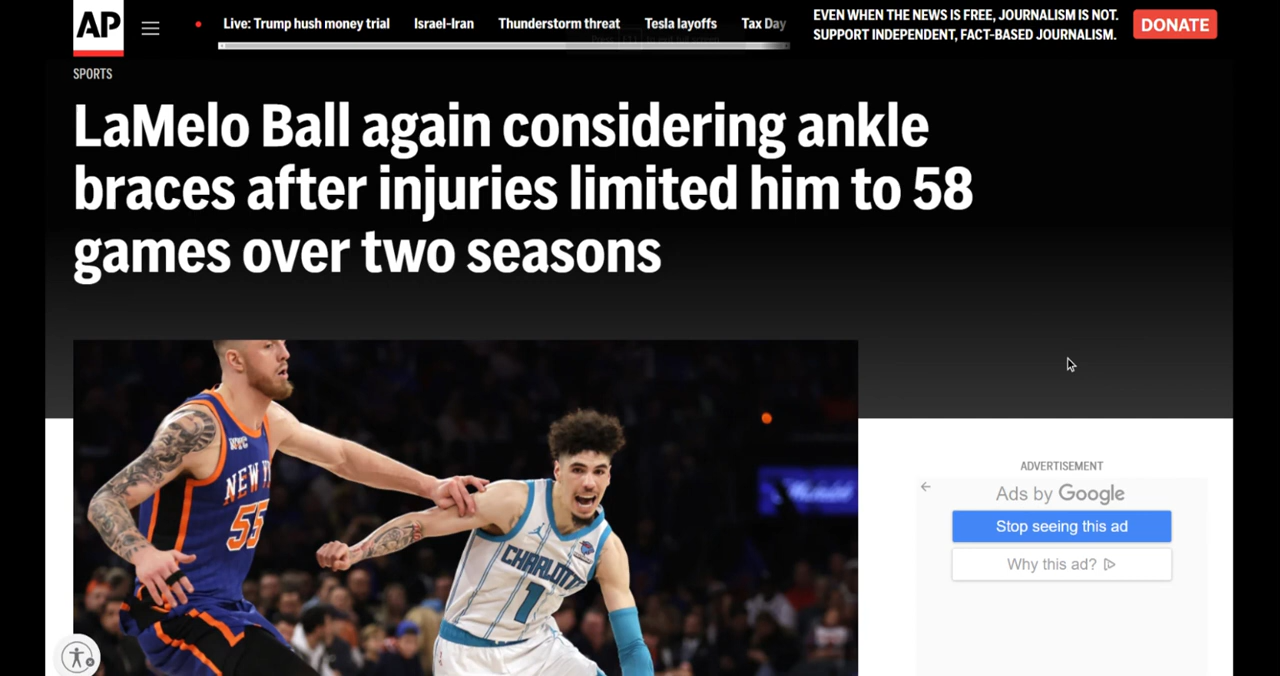 AP
Live: Trump hush money trial
Israel-Iran
Thunderstorm threat
Tesla layoffs
Tax Day
EVEN WHEN THE NEWS IS FREE, JOURNALISM IS NOT.
SUPPORT INDEPENDENT, FACT-BASED JOURNALISM.
DONATE
SPORTS
LaMelo Ball again considering ankle
braces after injuries limited him to 58
games over two seasons
NEW Y
55
CHARLOTTE
1
ADVERTISEMENT
Ads by Google
Stop seeing this ad
Why this ad?